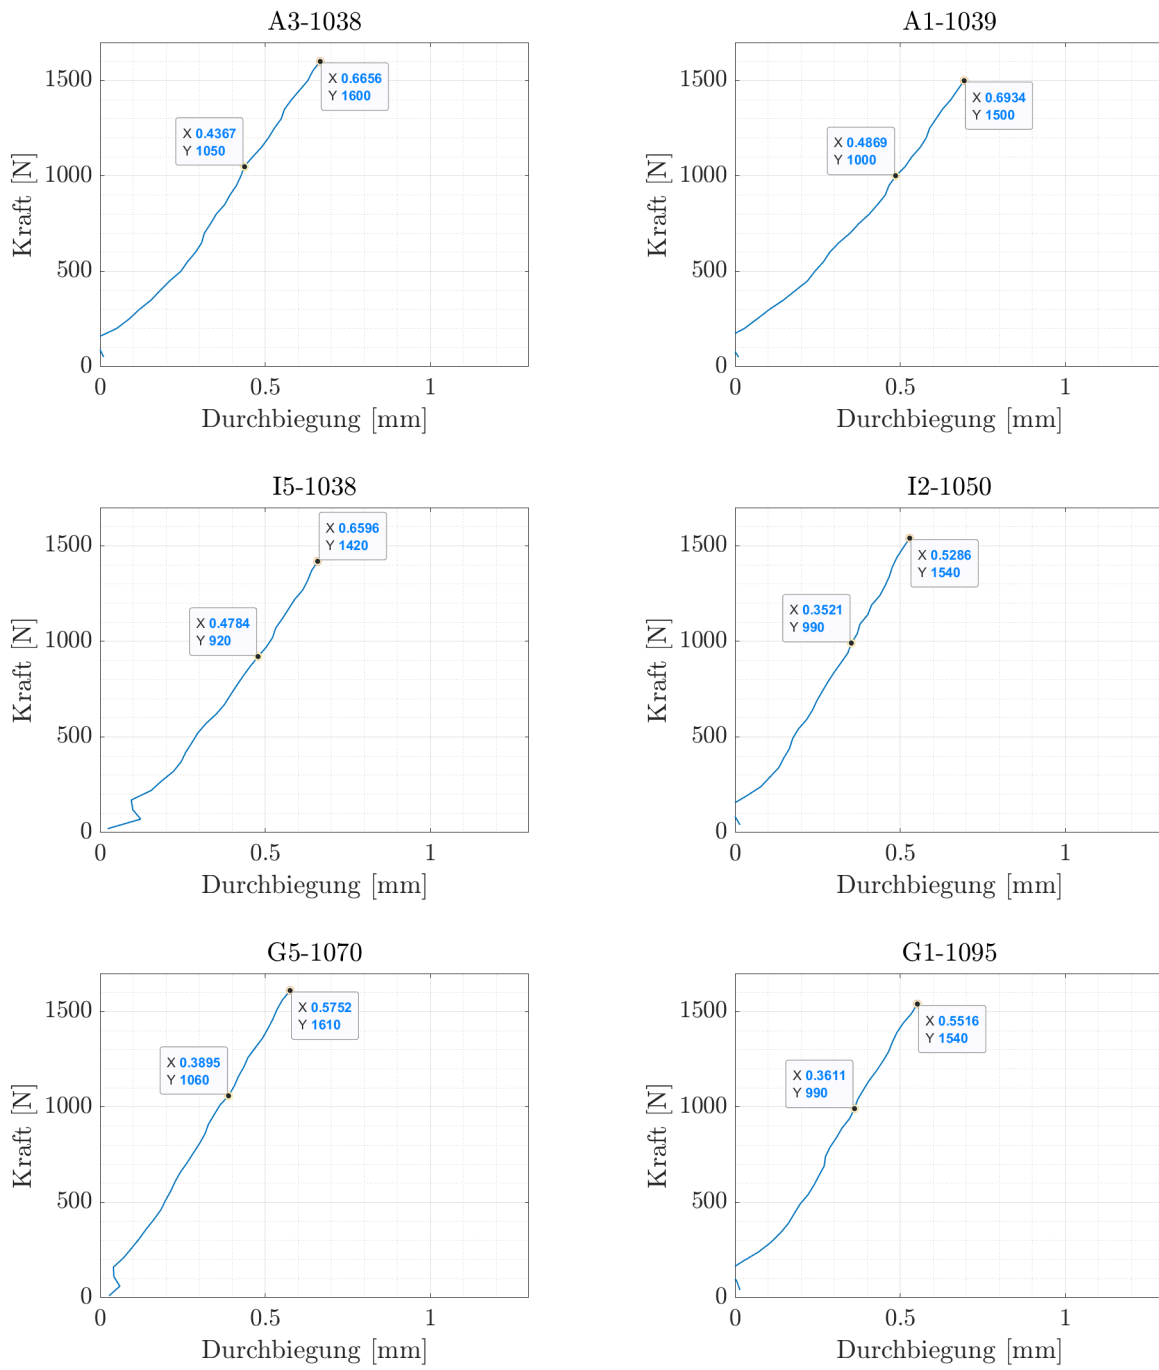 A3-1038
1500
1000
500
0
Kraft [N]
X 0.6656
Y 1600
X 0.4367
Y 1050
0
0.5
1
Durchbiegung [mm]
A1-1039
1500
1000
500
0
Kraft [N]
X 0.6934
Y 1500
X 0.4869
Y 1000
0
0.5
1
Durchbiegung [mm]
I5-1038
1500
1000
500
0
Kraft [N]
X 0.6596
Y 1420
X 0.4784
Y 920
0
0.5
1
Durchbiegung [mm]
I2-1050
1500
1000
500
0
Kraft [N]
X 0.5286
Y 1540
X 0.3521
Y 990
0
0.5
1
Durchbiegung [mm]
G5-1070
1500
1000
500
0
Kraft [N]
X 0.5752
Y 1610
X 0.3895
Y 1060
0
0.5
1
Durchbiegung [mm]
G1-1095
1500
1000
500
0
Kraft [N]
X 0.5516
Y 1540
X 0.3611
Y 990
0
0.5
1
Durchbiegung [mm]